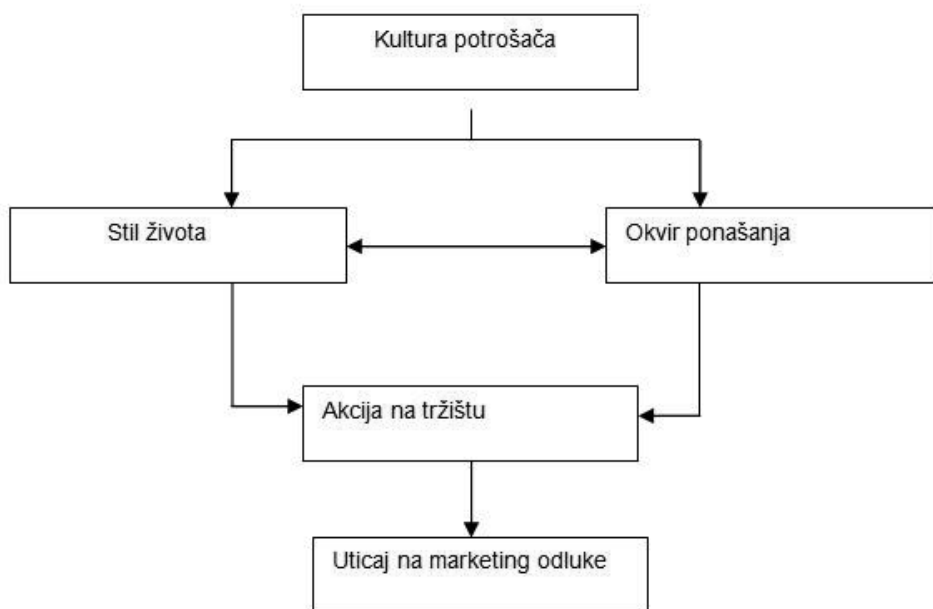 Kultura potrošača
Stil života
Okvir ponašanja
Akcija na tržištu
Uticaj na marketing odluke